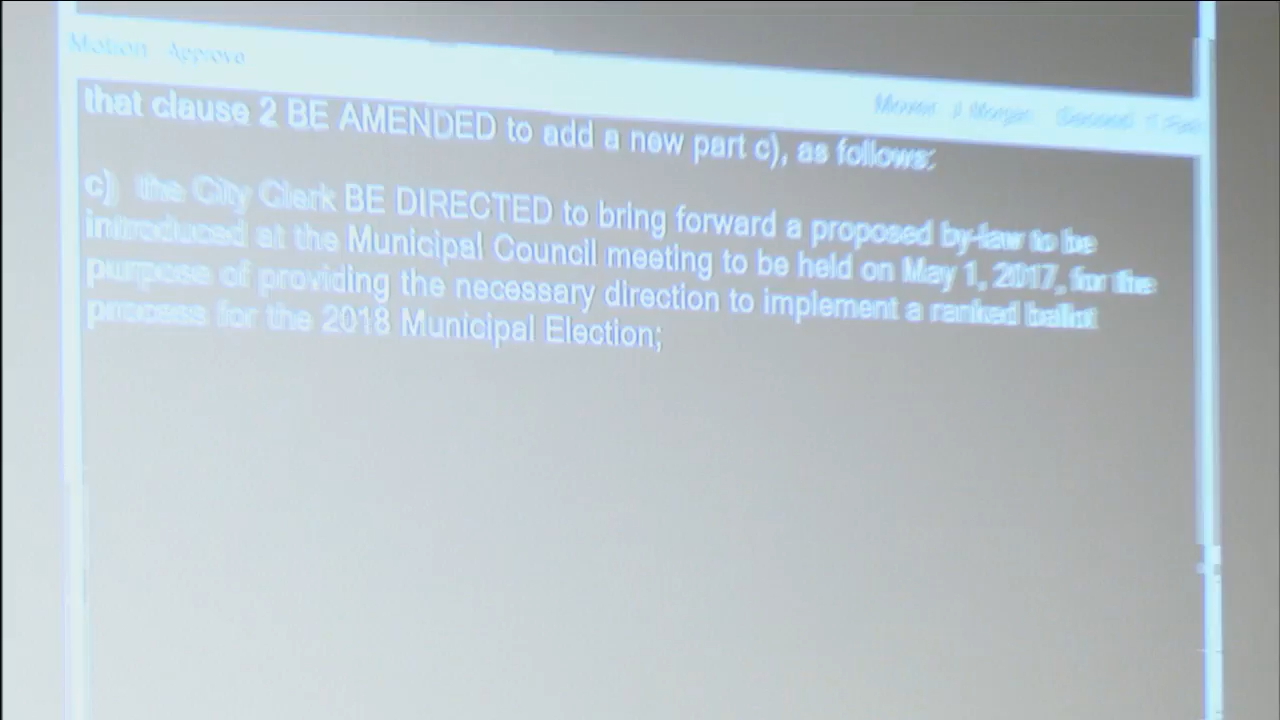 Motion Approve
Mover J Morgan Second T
that clause 2 BE AMENDED to add a new part c), as follows:
c) the City Clerk BE DIRECTED to bring forward a proposed by-law to be
introduced at the Municipal Council meeting to be held on May 1, 2017, for the
purpose of providing the necessary direction to implement a ranked ballot
process for the 2018 Municipal Election;